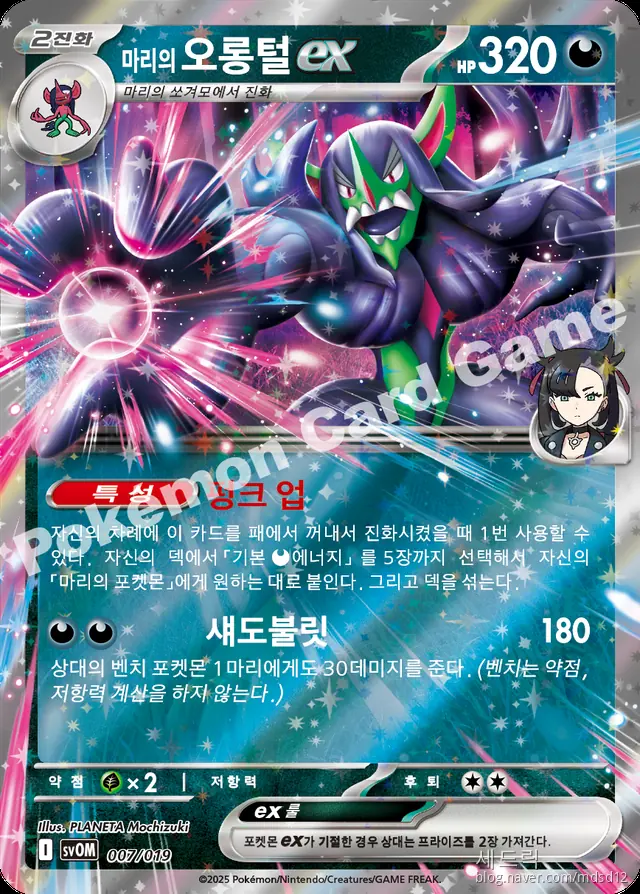 2진화
마리의 오롱털 ex
HP 320
마리의 쏘겨모에서 진화
특성 펑크 업
자신의 차례에 이 카드를 패에서 꺼내서 진화시켰을 때 1번 사용할 수
있다. 자신의 덱에서 「기본 에너지」를 5장까지 선택해서 자신의
「마리의 포켓몬」에게 원하는 대로 붙인다. 그리고 덱을 섞는다.
섀도불릿 180
상대의 벤치 포켓몬 1마리에게도 30데미지를 준다. (벤치는 약점,
저항력 계산을 하지 않는다.)
약점 ×2 저항력 후퇴
ex 룰
포켓몬 ex가 기절한 경우 상대는 프라이즈를 2장 가져간다.
Illus. PLANETA Mochizuki
I svOM 007/019
©2025 Pokémon/Nintendo/Creatures/GAME FREAK.
Pokémon Card Game
세드릭
blog.naver.com/mdsd12